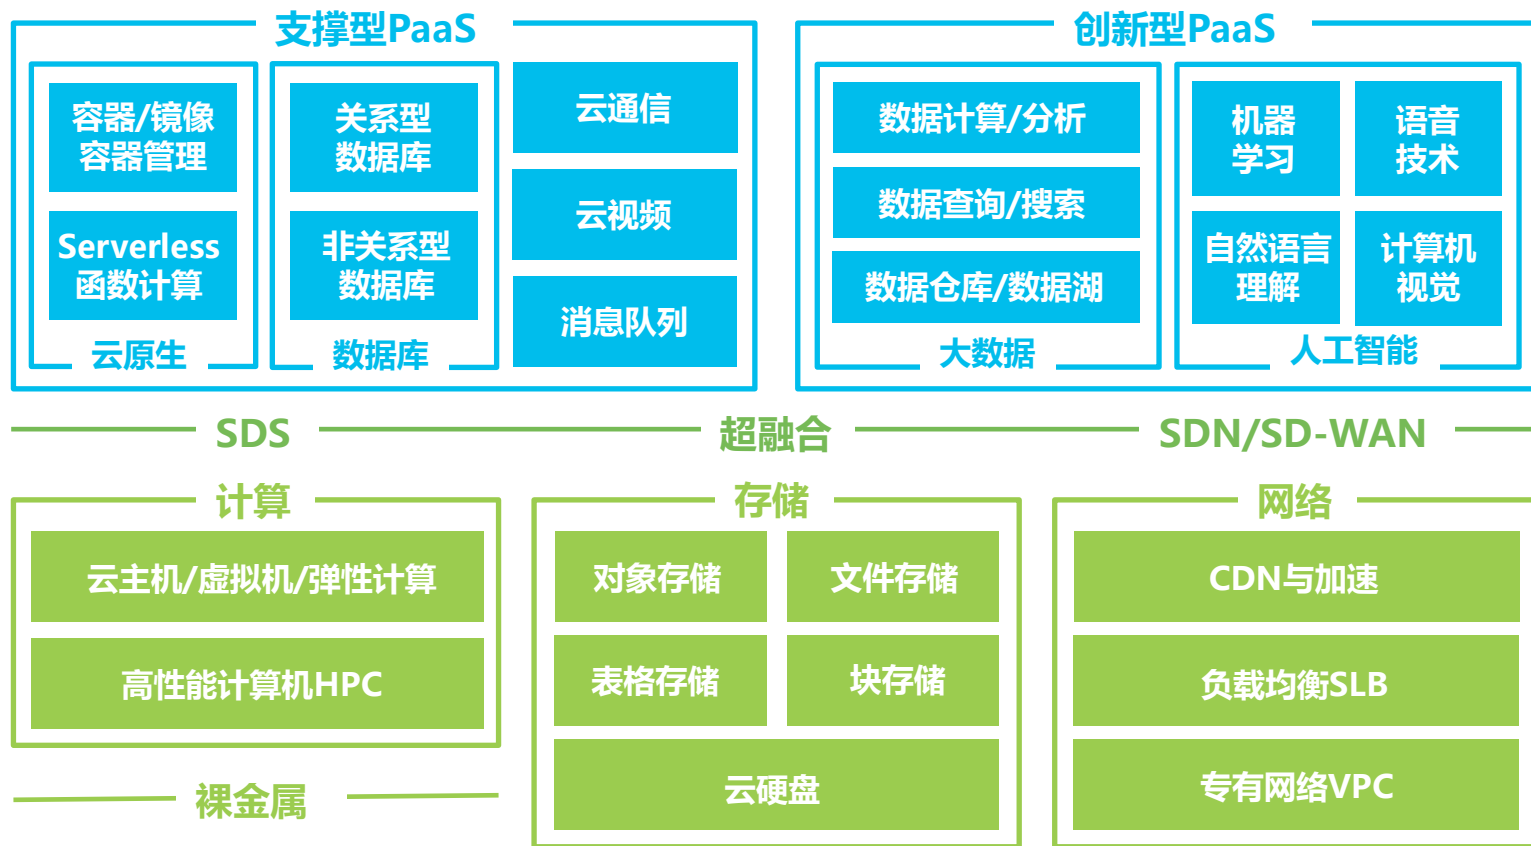 支撑型PaaS
容器/镜像
容器管理
Serverless
函数计算
云原生
关系型
数据库
非关系型
数据库
数据库
云通信
云视频
消息队列
创新型PaaS
数据计算/分析
数据查询/搜索
数据仓库/数据湖
大数据
机器
学习
语音
技术
自然语言
理解
计算机
视觉
人工智能
SDS
超融合
SDN/SD-WAN
计算
云主机/虚拟机/弹性计算
高性能计算机HPC
裸金属
存储
对象存储
文件存储
表格存储
块存储
云硬盘
网络
CDN与加速
负载均衡SLB
专有网络VPC